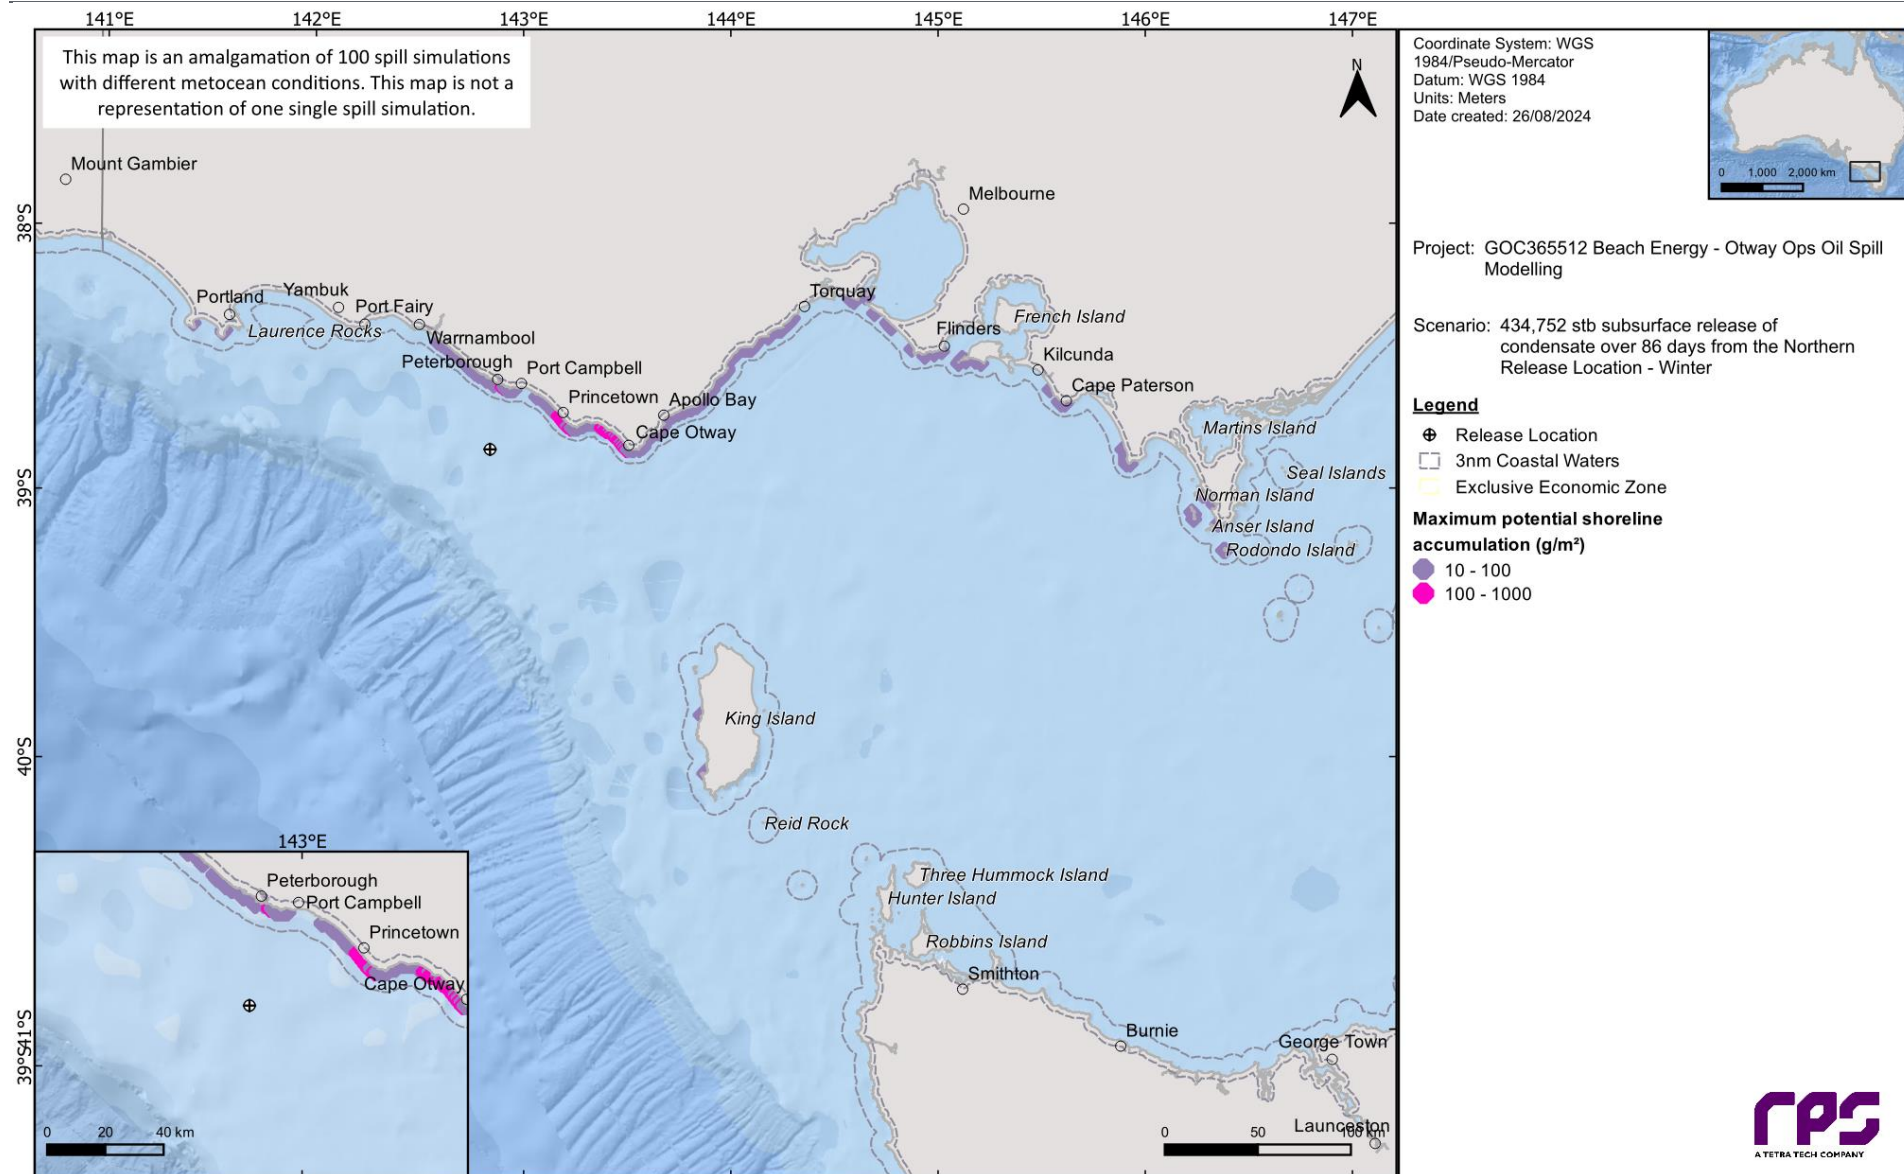 141°E 142°E 143°E 144°E 145°E 146°E 147°E
This map is an amalgamation of 100 spill simulations
with different metocean conditions. This map is not a
representation of one single spill simulation.
N
Mount Gambier
Melbourne
38°S
Portland
Yambuk
Port Fairy
Laurence Rocks
Warrnambool
Torquay
French Island
Flinders
Kilcunda
Peterborough
Port Campbell
Cape Paterson
Princetown
Apollo Bay
Cape Otway
Martins Island
Seal Islands
39°S
Norman Island
Anser Island
Rodondo Island
King Island
40°S
Reid Rock
Three Hummock Island
Hunter Island
Robbins Island
Smithton
41°S
Burnie
George Town
Launceston
0 50 100 km
143°E
Peterborough
Port Campbell
Princetown
Cape Otway
39°S
0 20 40 km
Coordinate System: WGS
1984/Pseudo-Mercator
Datum: WGS 1984
Units: Meters
Date created: 26/08/2024
0 1,000 2,000 km
Project: GOC365512 Beach Energy - Otway Ops Oil Spill
Modelling
Scenario: 434,752 stb subsurface release of
condensate over 86 days from the Northern
Release Location - Winter
Legend
Release Location
3nm Coastal Waters
Exclusive Economic Zone
Maximum potential shoreline
accumulation (g/m²)
10 - 100
100 - 1000
rps
A TETRA TECH COMPANY